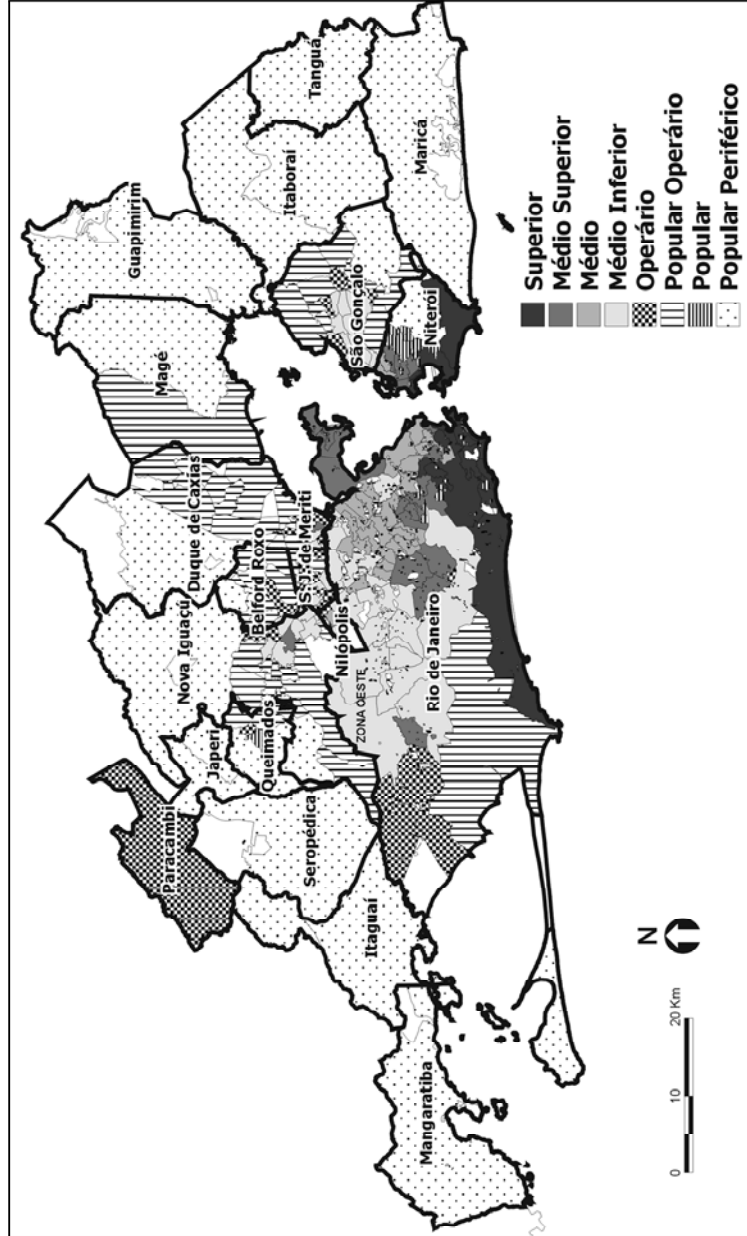 Guapimirim
Tanguá
Magé
Itaboraí
Maricá
Duque de Caxias
São Gonçalo
Niterói
Nova Iguaçú
Belford Roxo
S. J. de Meriti
Japeri
Queimados
Nilópolis
Paracambi
ZONA OESTE
Rio de Janeiro
Seropédica
Itaguaí
Mangaratiba
N
0 10 20 Km
Superior
Médio Superior
Médio
Médio Inferior
Operário
Popular Operário
Popular
Popular Periférico